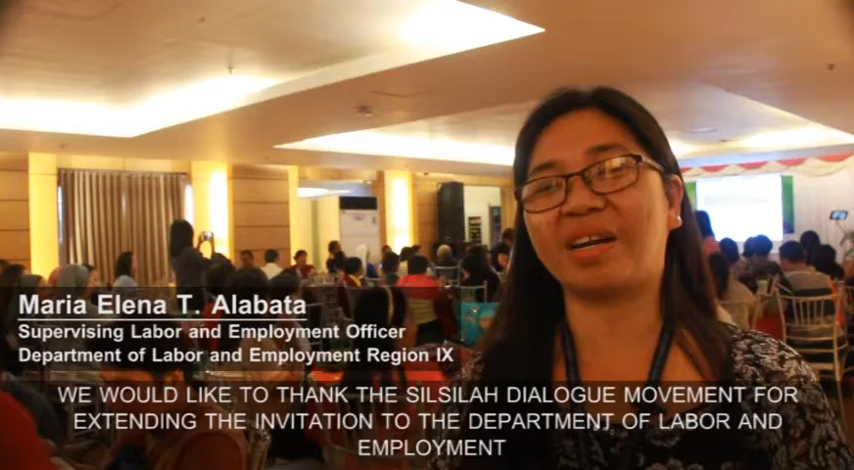 Maria Elena T. Alabata
Supervising Labor and Employment Officer
Department of Labor and Employment Region IX
WE WOULD LIKE TO THANK THE SILSILAH DIALOGUE MOVEMENT FOR
EXTENDING THE INVITATION TO THE DEPARTMENT OF LABOR AND
EMPLOYMENT